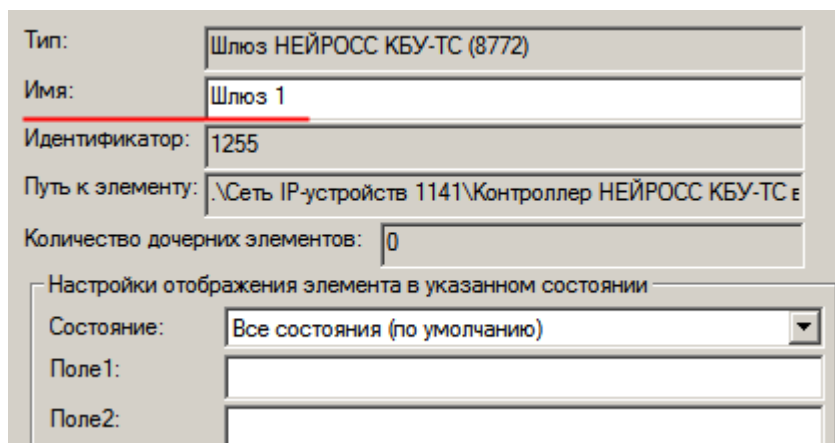 Тип: Шлюз НЕЙРОСС КБУ-ТС (8772)
Имя: Шлюз 1
Идентификатор: 1255
Путь к элементу: .\Сеть IP-устройств 1141\Контроллер НЕЙРОСС КБУ-ТС в
Количество дочерних элементов: 0
Настройки отображения элемента в указанном состоянии
Состояние: Все состояния (по умолчанию)
Поле1:
Поле2: